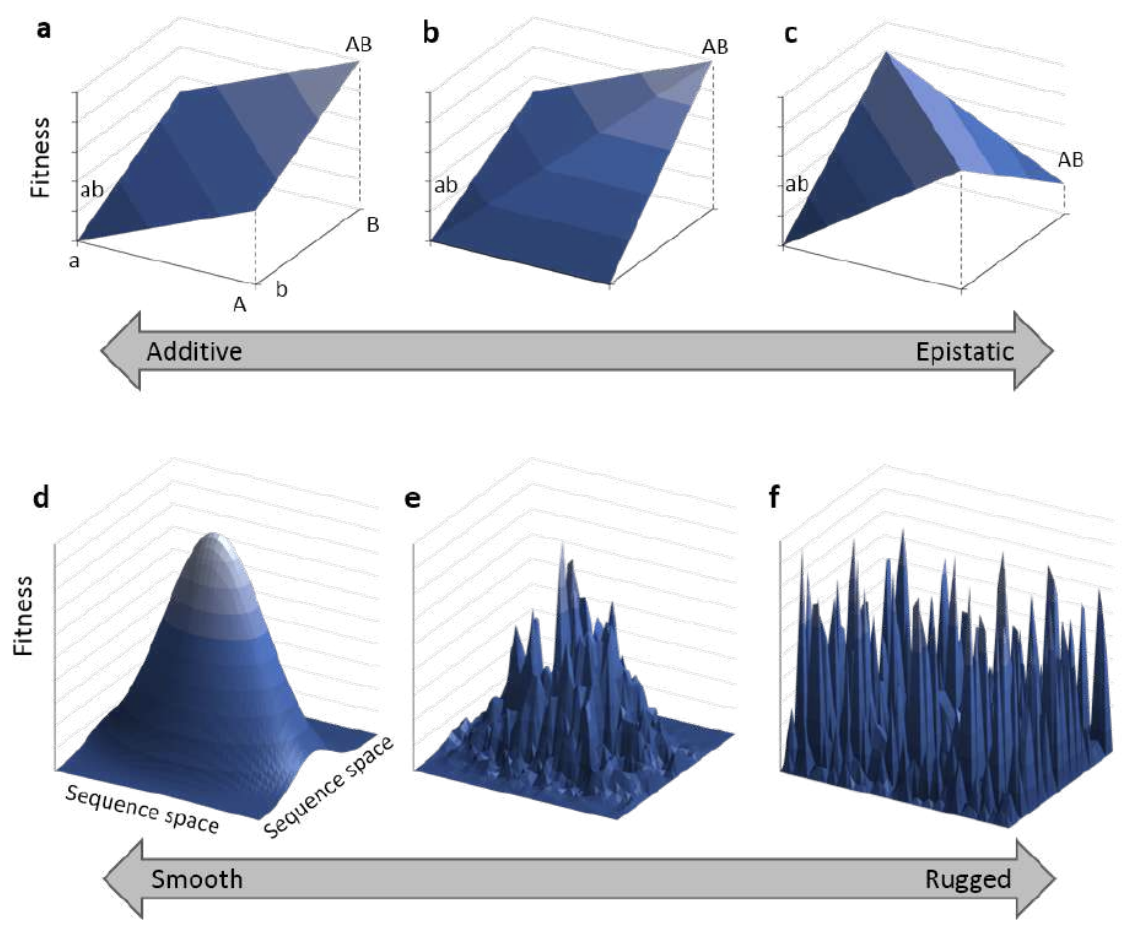 a
b
c
AB
AB
AB
Fitness
ab
ab
ab
a
A
b
B
Additive
Epistatic
d
e
f
Fitness
Sequence space
Sequence space
Smooth
Rugged